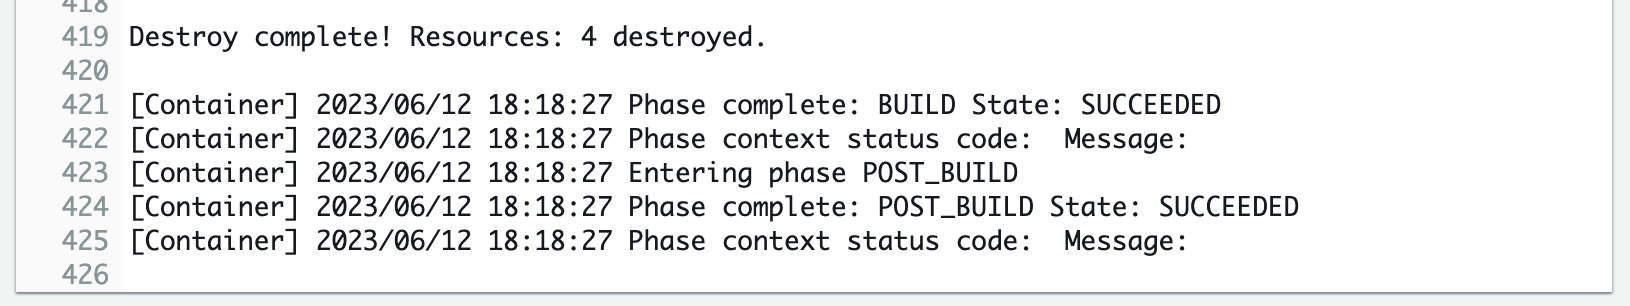 418
419 Destroy complete! Resources: 4 destroyed.
420
421 [Container] 2023/06/12 18:18:27 Phase complete: BUILD State: SUCCEEDED
422 [Container] 2023/06/12 18:18:27 Phase context status code:  Message:
423 [Container] 2023/06/12 18:18:27 Entering phase POST_BUILD
424 [Container] 2023/06/12 18:18:27 Phase complete: POST_BUILD State: SUCCEEDED
425 [Container] 2023/06/12 18:18:27 Phase context status code:  Message:
426